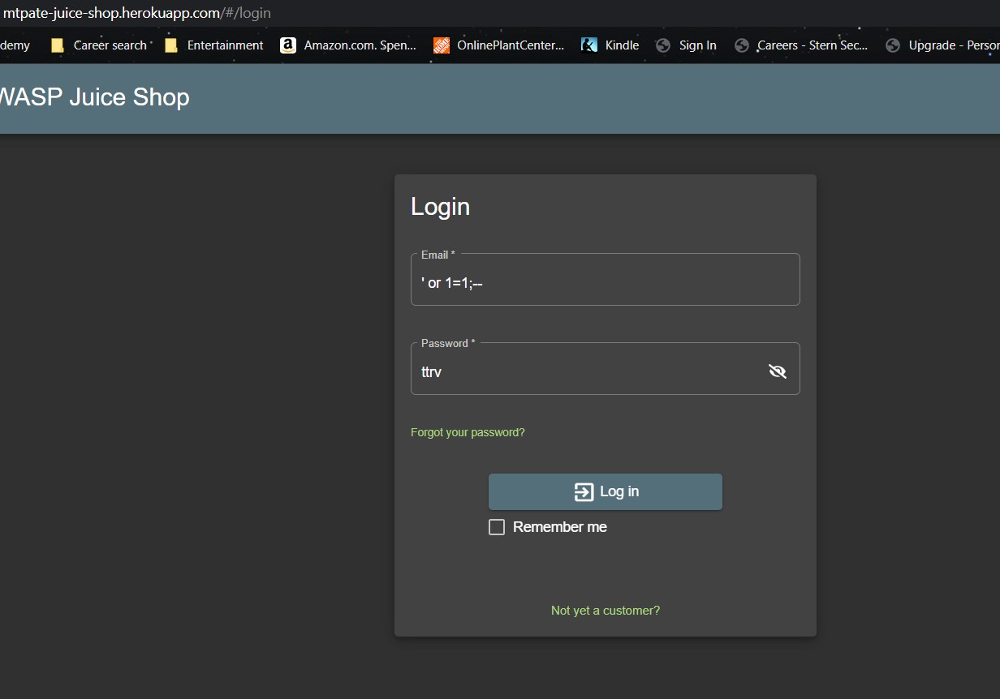 mtpate-juice-shop.herokuapp.com/#/login
demy Career search Entertainment Amazon.com. Spen... OnlinePlantCenter... Kindle Sign In Careers - Stern Sec... Upgrade - Person
WASP Juice Shop
Login
Email *
' or 1=1;--
Password *
ttrv
Forgot your password?
Log in
Remember me
Not yet a customer?